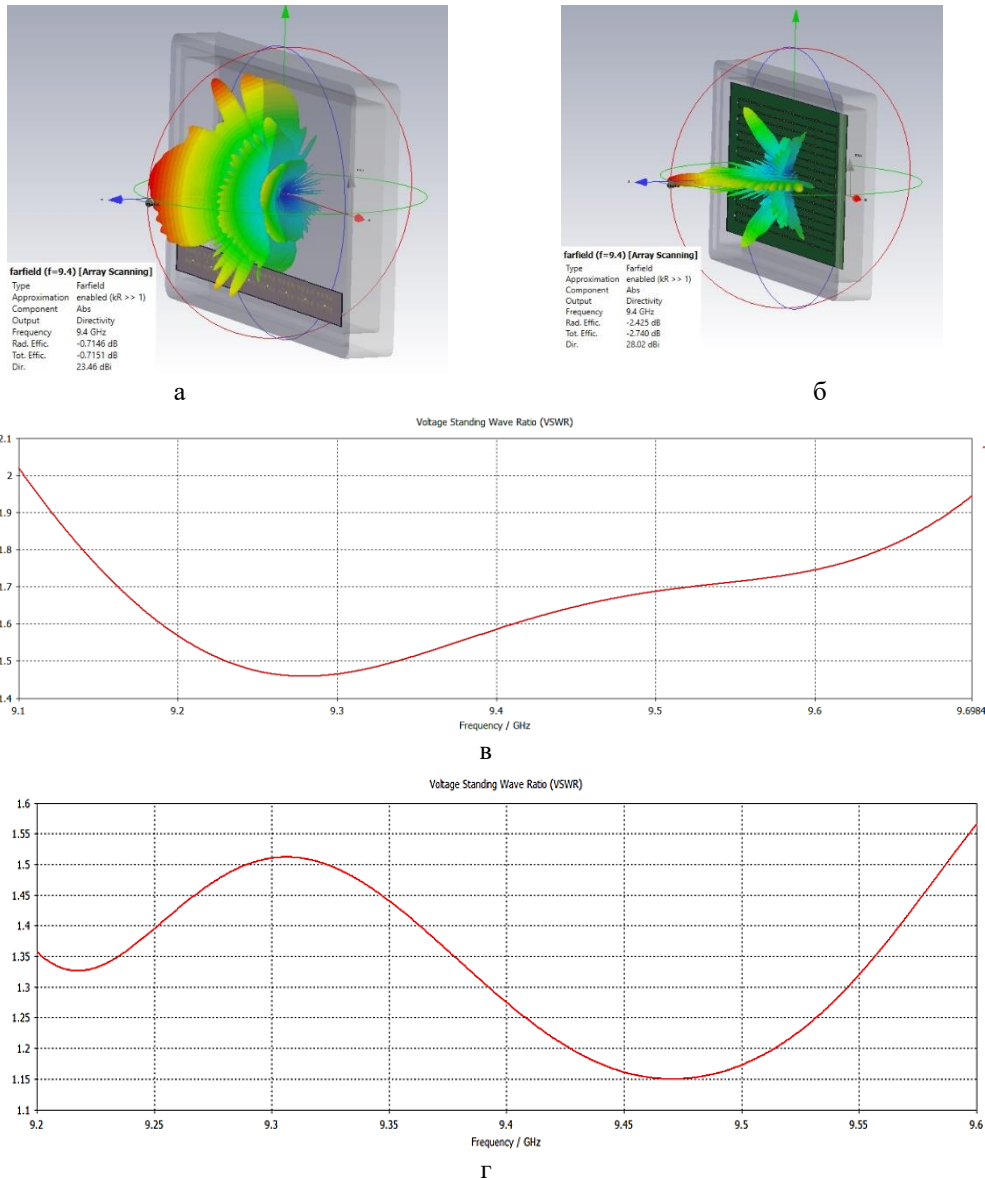 farfield (f=9.4) [Array Scanning]
Type Farfield
Approximation enabled (kR >> 1)
Component Abs
Output Directivity
Frequency 9.4 GHz
Rad. Effic. -0.7146 dB
Tot. Effic. -0.7151 dB
Dir. 23.46 dBi
farfield (f=9.4) [Array Scanning]
Type Farfield
Approximation enabled (kR >> 1)
Component Abs
Output Directivity
Frequency 9.4 GHz
Rad. Effic. -2.425 dB
Tot. Effic. -2.740 dB
Dir. 28.02 dBi
а б
Voltage Standing Wave Ratio (VSWR)
2.1
2
1.9
1.8
1.7
1.6
1.5
1.4
9.1 9.2 9.3 9.4 9.5 9.6 9.6984
Frequency / GHz
в
Voltage Standing Wave Ratio (VSWR)
1.6
1.55
1.5
1.45
1.4
1.35
1.3
1.25
1.2
1.15
1.1
9.2 9.25 9.3 9.35 9.4 9.45 9.5 9.55 9.6
Frequency / GHz
г